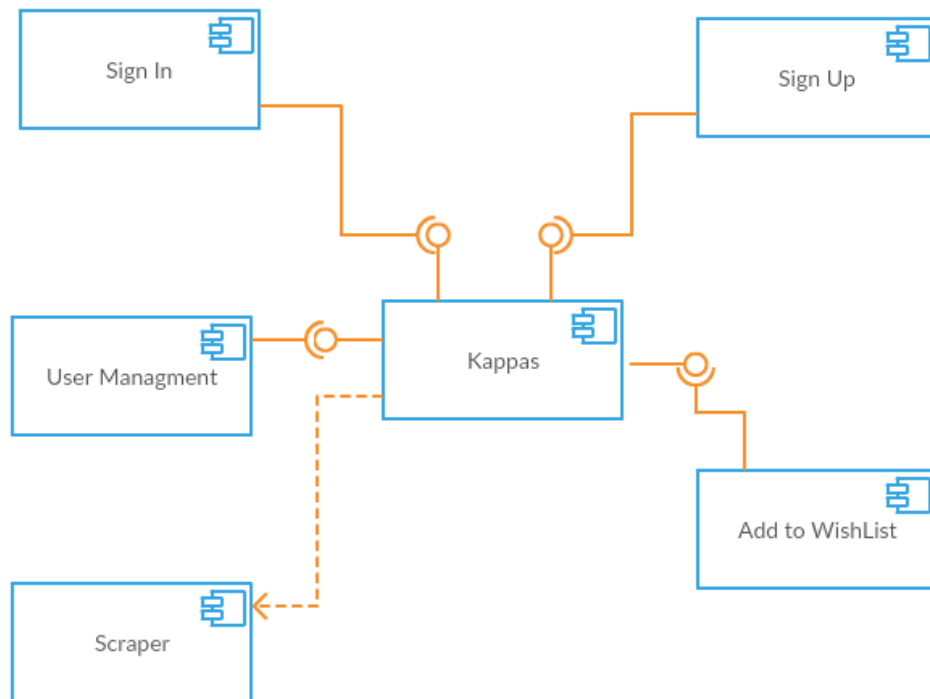 Sign In
Sign Up
User Managment
Kappas
Add to WishList
Scraper